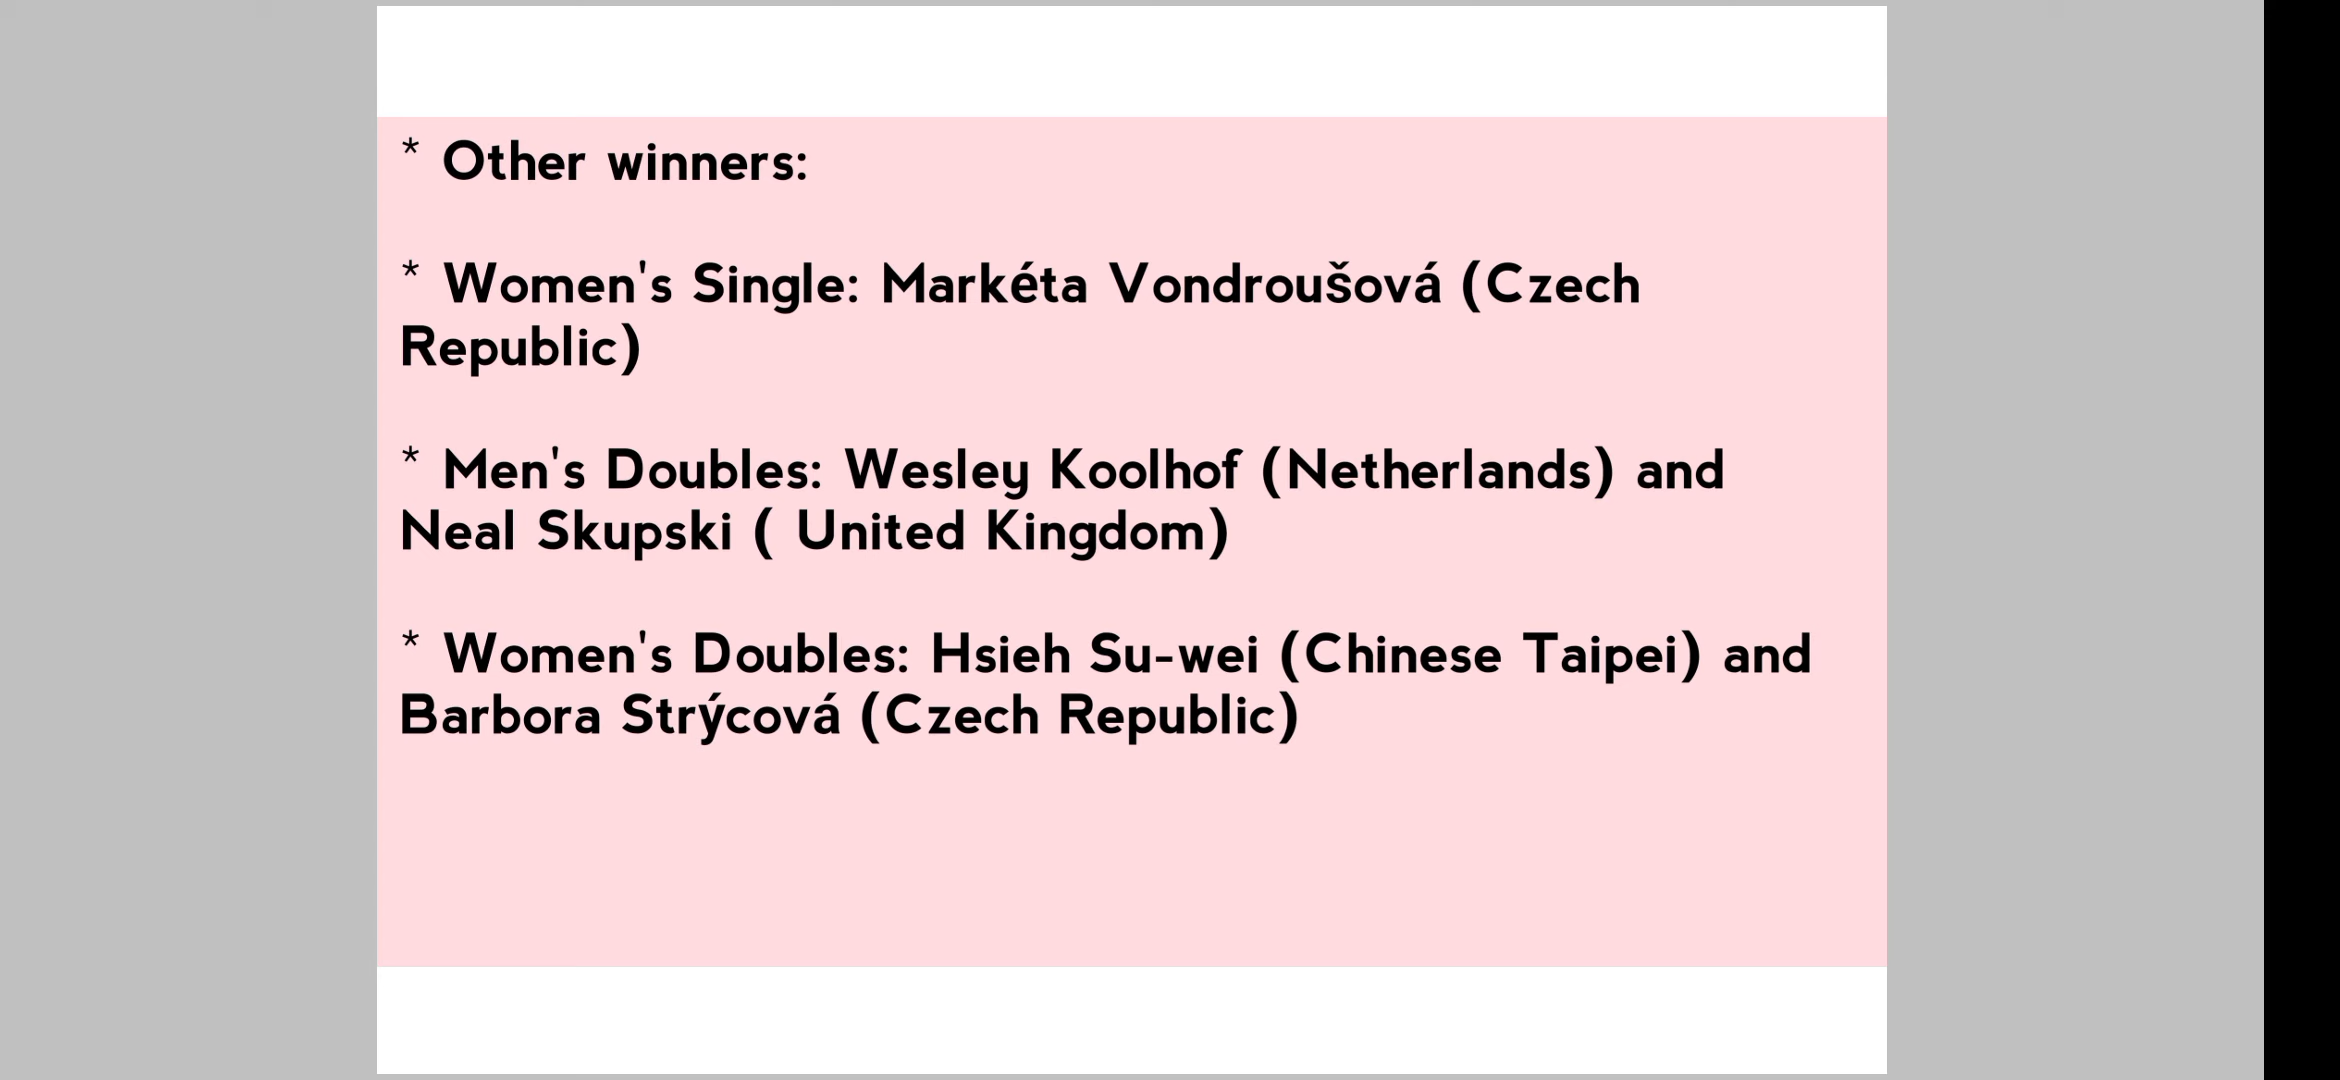 * Other winners:
* Women's Single: Markéta Vondroušová (Czech
Republic)
* Men's Doubles: Wesley Koolhof (Netherlands) and
Neal Skupski ( United Kingdom)
* Women's Doubles: Hsieh Su-wei (Chinese Taipei) and
Barbora Strýcová (Czech Republic)